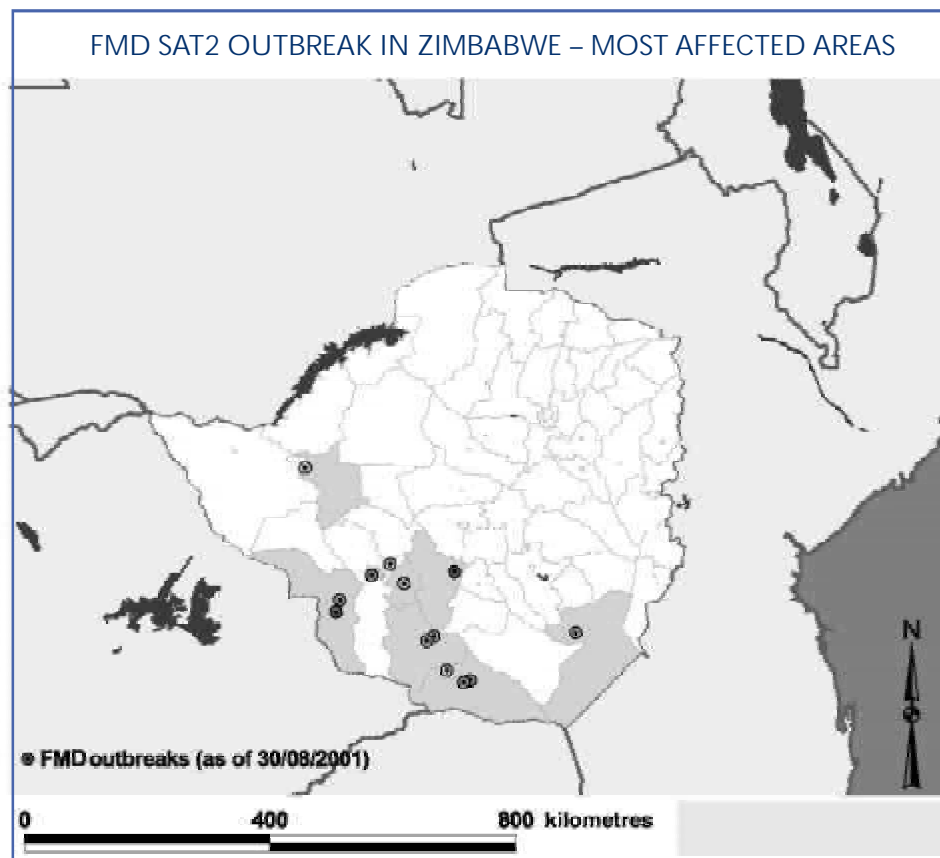 FMD SAT2 OUTBREAK IN ZIMBABWE – MOST AFFECTED AREAS
N
FMD outbreaks (as of 30/08/2001)
0 400 800 kilometres